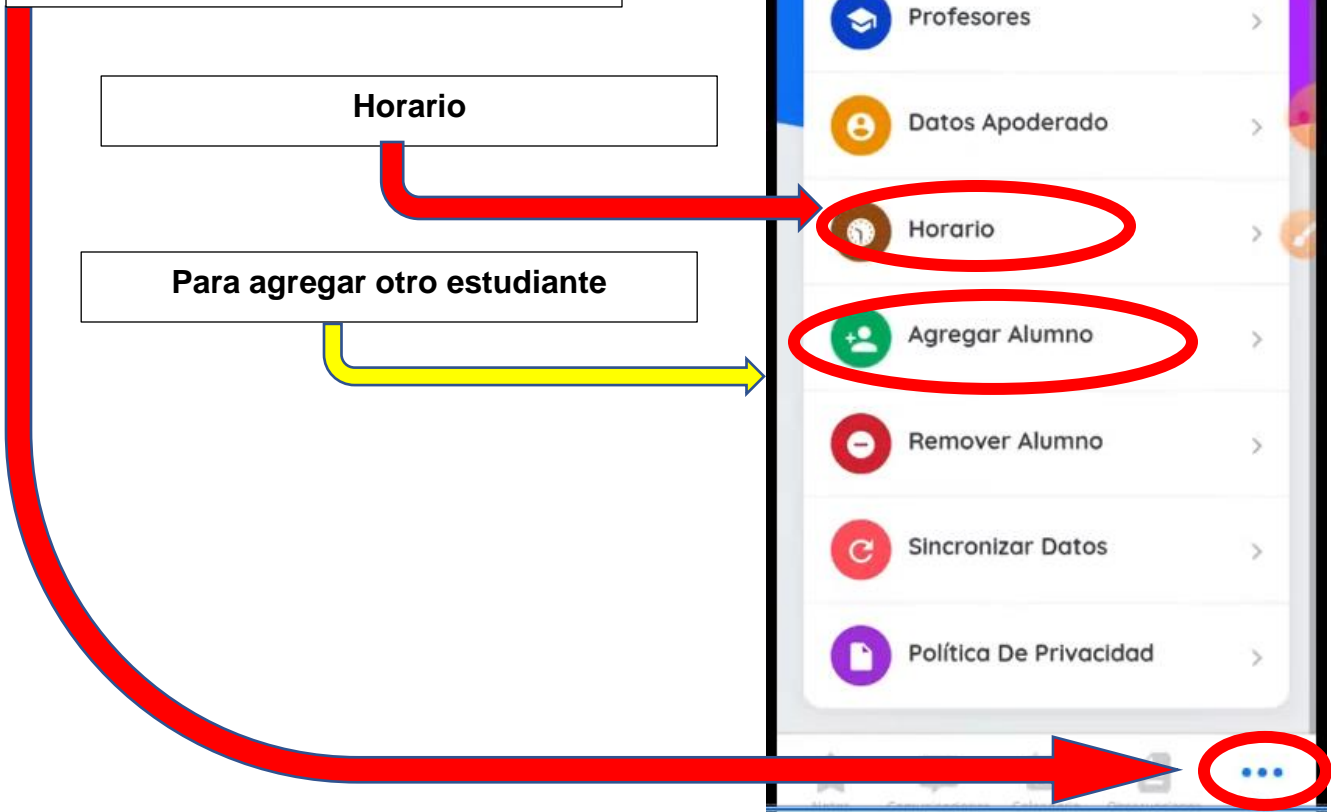 Profesores
Datos Apoderado
Horario
Horario
Para agregar otro estudiante
Agregar Alumno
Remover Alumno
Sincronizar Datos
Política De Privacidad